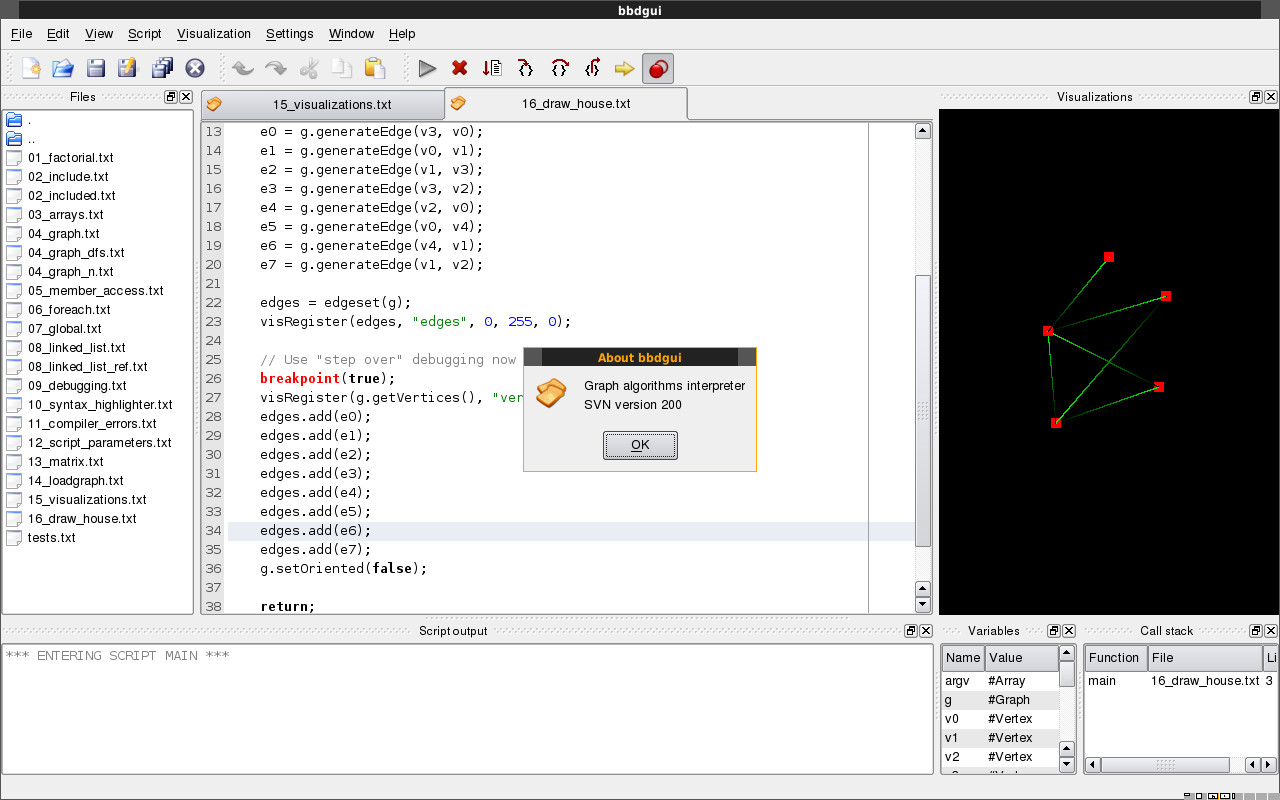 bbdgui
File Edit View Script Visualization Settings Window Help
Files
.
..
01_factorial.txt
02_include.txt
02_included.txt
03_arrays.txt
04_graph.txt
04_graph_dfs.txt
04_graph_n.txt
05_member_access.txt
06_foreach.txt
07_global.txt
08_linked_list.txt
08_linked_list_ref.txt
09_debugging.txt
10_syntax_highlighter.txt
11_compiler_errors.txt
12_script_parameters.txt
13_matrix.txt
14_loadgraph.txt
15_visualizations.txt
16_draw_house.txt
tests.txt
15_visualizations.txt 16_draw_house.txt
13 e0 = g.generateEdge(v3, v0);
14 e1 = g.generateEdge(v0, v1);
15 e2 = g.generateEdge(v1, v3);
16 e3 = g.generateEdge(v3, v2);
17 e4 = g.generateEdge(v2, v0);
18 e5 = g.generateEdge(v0, v4);
19 e6 = g.generateEdge(v4, v1);
20 e7 = g.generateEdge(v1, v2);
21
22 edges = edgeset(g);
23 visRegister(edges, "edges", 0, 255, 0);
24
25 // Use "step over" debugging now
26 breakpoint(true);
27 visRegister(g.getVertices(), "ver
28 edges.add(e0);
29 edges.add(e1);
30 edges.add(e2);
31 edges.add(e3);
32 edges.add(e4);
33 edges.add(e5);
34 edges.add(e6);
35 edges.add(e7);
36 g.setOriented(false);
37
38 return;
About bbdgui
Graph algorithms interpreter
SVN version 200
OK
Visualizations
Script output
*** ENTERING SCRIPT MAIN ***
Variables
Name Value
argv #Array
g #Graph
v0 #Vertex
v1 #Vertex
v2 #Vertex
Call stack
Function File Li
main 16_draw_house.txt 3